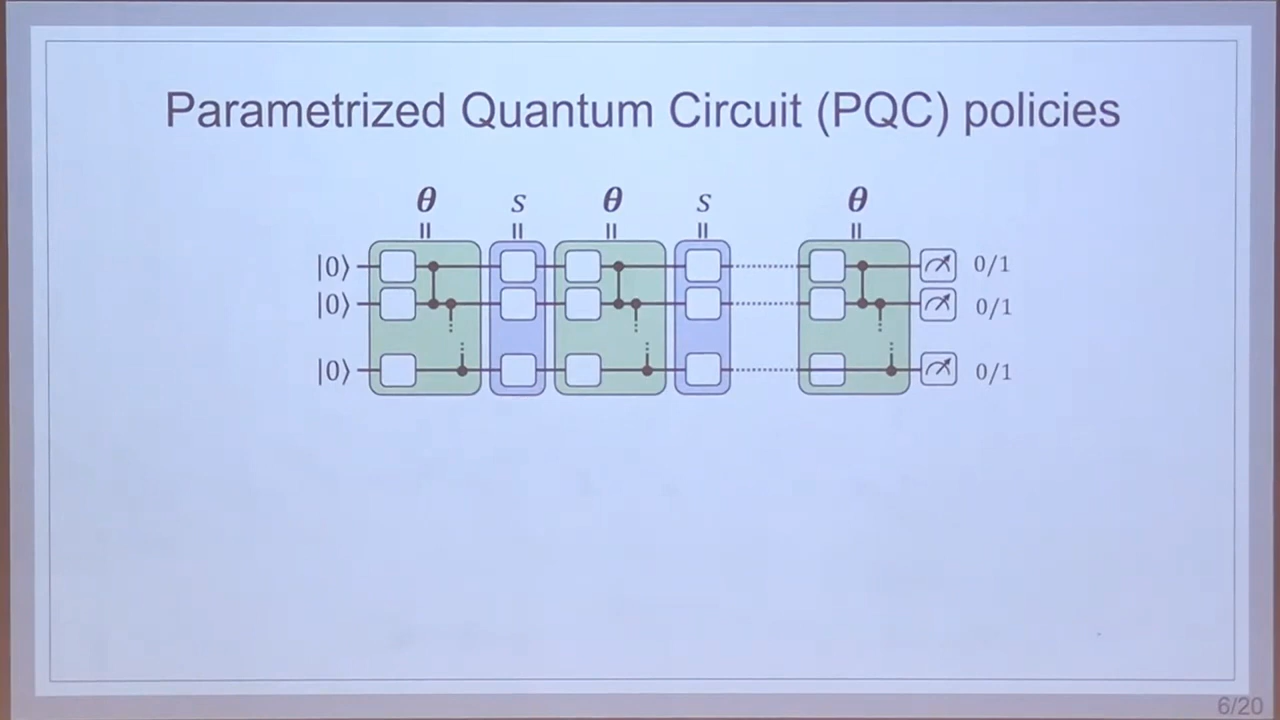 Parametrized Quantum Circuit (PQC) policies
θ s θ s θ
|0⟩ 0/1
|0⟩ 0/1
|0⟩ 0/1
6/20